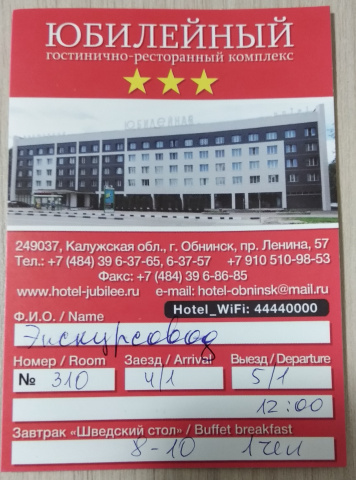 ЮБИЛЕЙНЫЙ
гостинично-ресторанный комплекс
249037, Калужская обл., г. Обнинск, пр. Ленина, 57
Тел.: +7 (484) 39 6-37-65, 6-37-57 +7 910 510-98-53
Факс: +7 (484) 39 6-86-85
www.hotel-jubilee.ru e-mail: hotel-obninsk@mail.ru
Hotel_WiFi: 44440000
Ф.И.О. / Name
Экскурсовод
Номер / Room Заезд / Arrival Выезд / Departure
№ 310 4/1 5/1
12:00
Завтрак «Шведский стол» / Buffet breakfast
8-10 1 чел